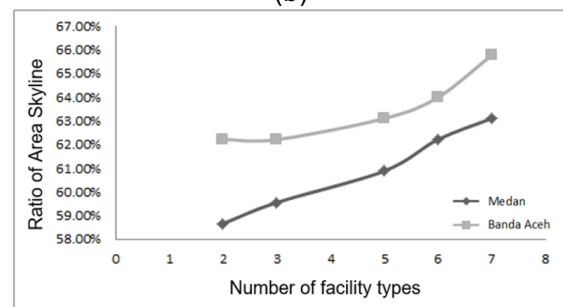 (b)
67.00%
66.00%
65.00%
64.00%
63.00%
62.00%
61.00%
60.00%
59.00%
58.00%
Ratio of Area Skyline
Medan
Banda Aceh
0 1 2 3 4 5 6 7 8
Number of facility types